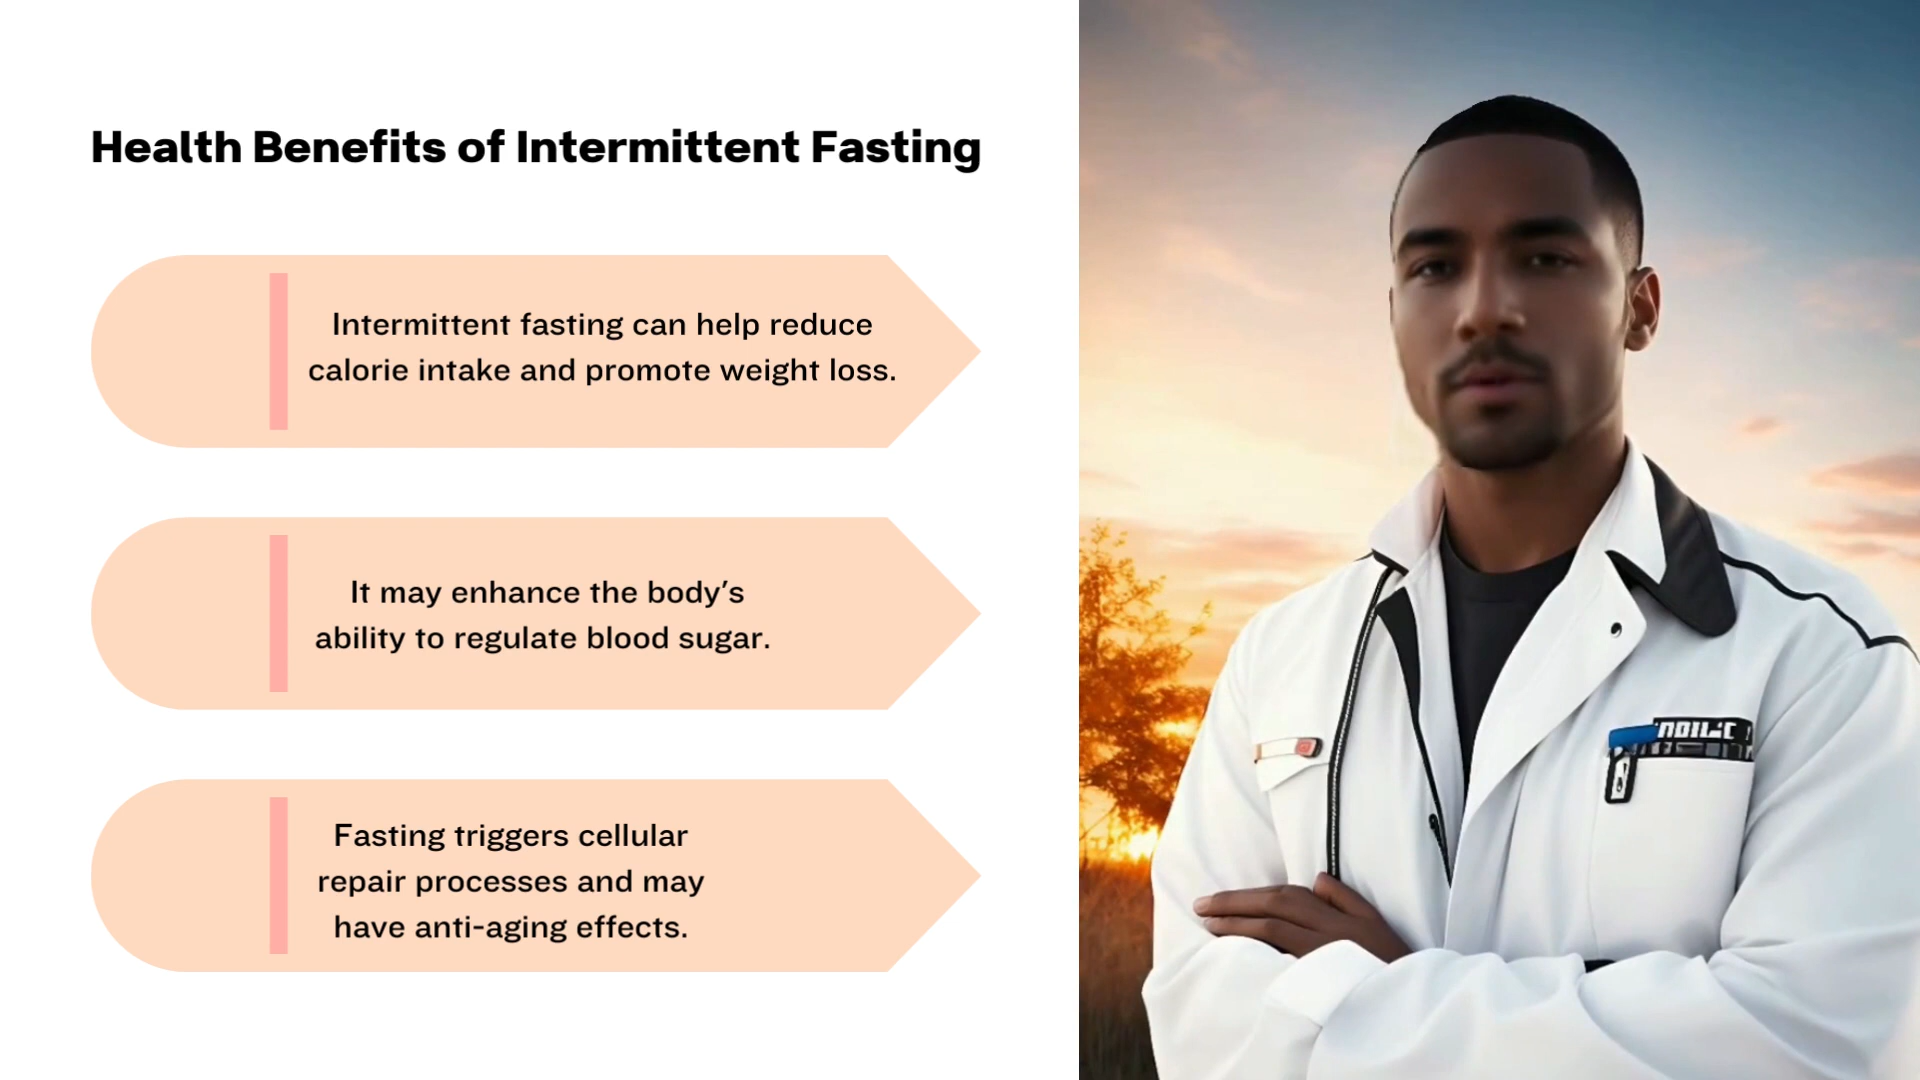 Health Benefits of Intermittent Fasting
Intermittent fasting can help reduce
calorie intake and promote weight loss.
It may enhance the body's
ability to regulate blood sugar.
Fasting triggers cellular
repair processes and may
have anti-aging effects.